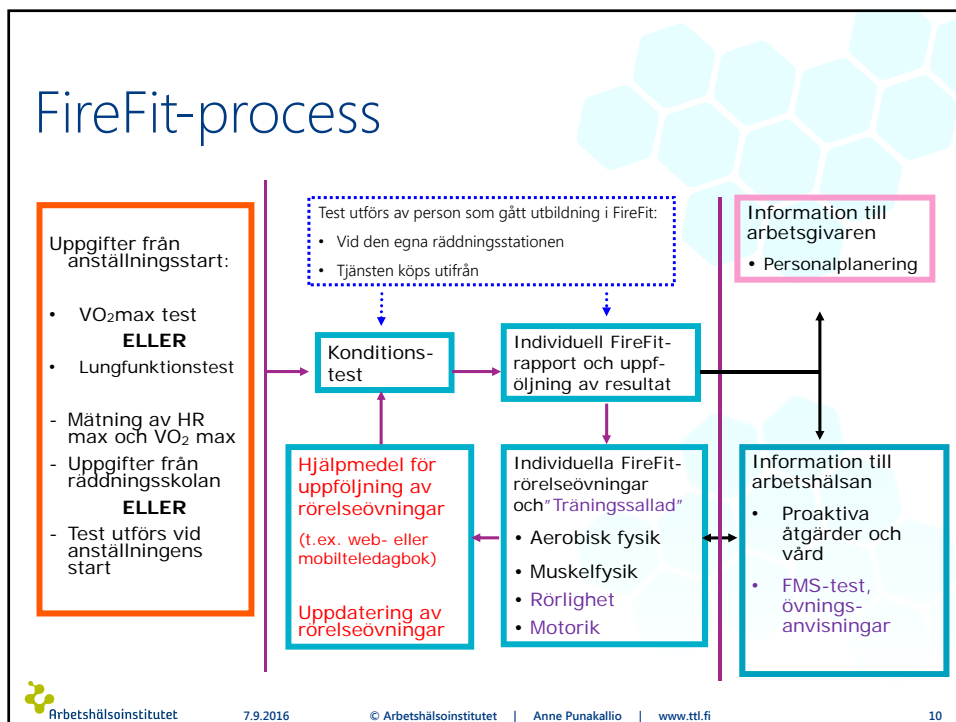 FireFit-process
Uppgifter från
anställningsstart:
• VO₂max test
ELLER
• Lungfunktionstest
- Mätning av HR
max och VO₂ max
- Uppgifter från
räddningsskolan
ELLER
- Test utförs vid
anställningens
start
Test utförs av person som gått utbildning i FireFit:
• Vid den egna räddningsstationen
• Tjänsten köps utifrån
Konditions-
test
Individuell FireFit-
rapport och uppf-
öljning av resultat
Information till
arbetsgivaren
• Personalplanering
Hjälpmedel för
uppföljning av
rörelseövningar
(t.ex. web- eller
mobilteledagbok)
Uppdatering av
rörelseövningar
Individuella FireFit-
rörelseövningar
och"Träningssallad"
• Aerobisk fysik
• Muskelfysik
• Rörlighet
• Motorik
Information till
arbetshälsan
• Proaktiva
åtgärder och
vård
• FMS-test,
övnings-
anvisningar
Arbetshälsoinstitutet 7.9.2016 © Arbetshälsoinstitutet | Anne Punakallio | www.ttl.fi 10